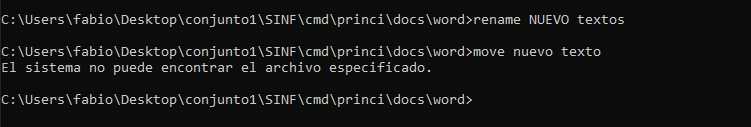 C:\Users\fabio\Desktop\conjunto1\SINF\cmd\princi\docs\word>rename NUEVO textos
C:\Users\fabio\Desktop\conjunto1\SINF\cmd\princi\docs\word>move nuevo texto
El sistema no puede encontrar el archivo especificado.
C:\Users\fabio\Desktop\conjunto1\SINF\cmd\princi\docs\word>